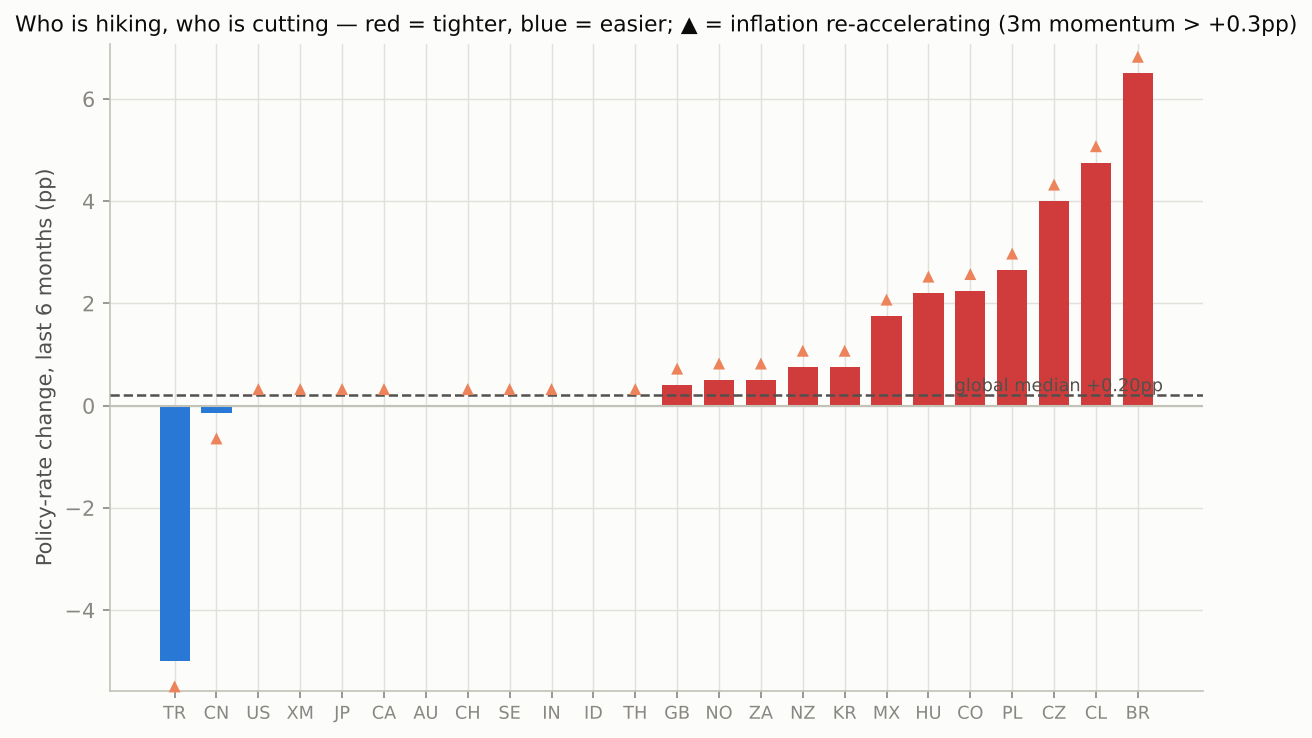 Who is hiking, who is cutting — red = tighter, blue = easier; ▲ = inflation re-accelerating (3m momentum > +0.3pp)
Policy-rate change, last 6 months (pp)
6
4
2
0
−2
−4
global median +0.20pp
TR CN US XM JP CA AU CH SE IN ID TH GB NO ZA NZ KR MX HU CO PL CZ CL BR